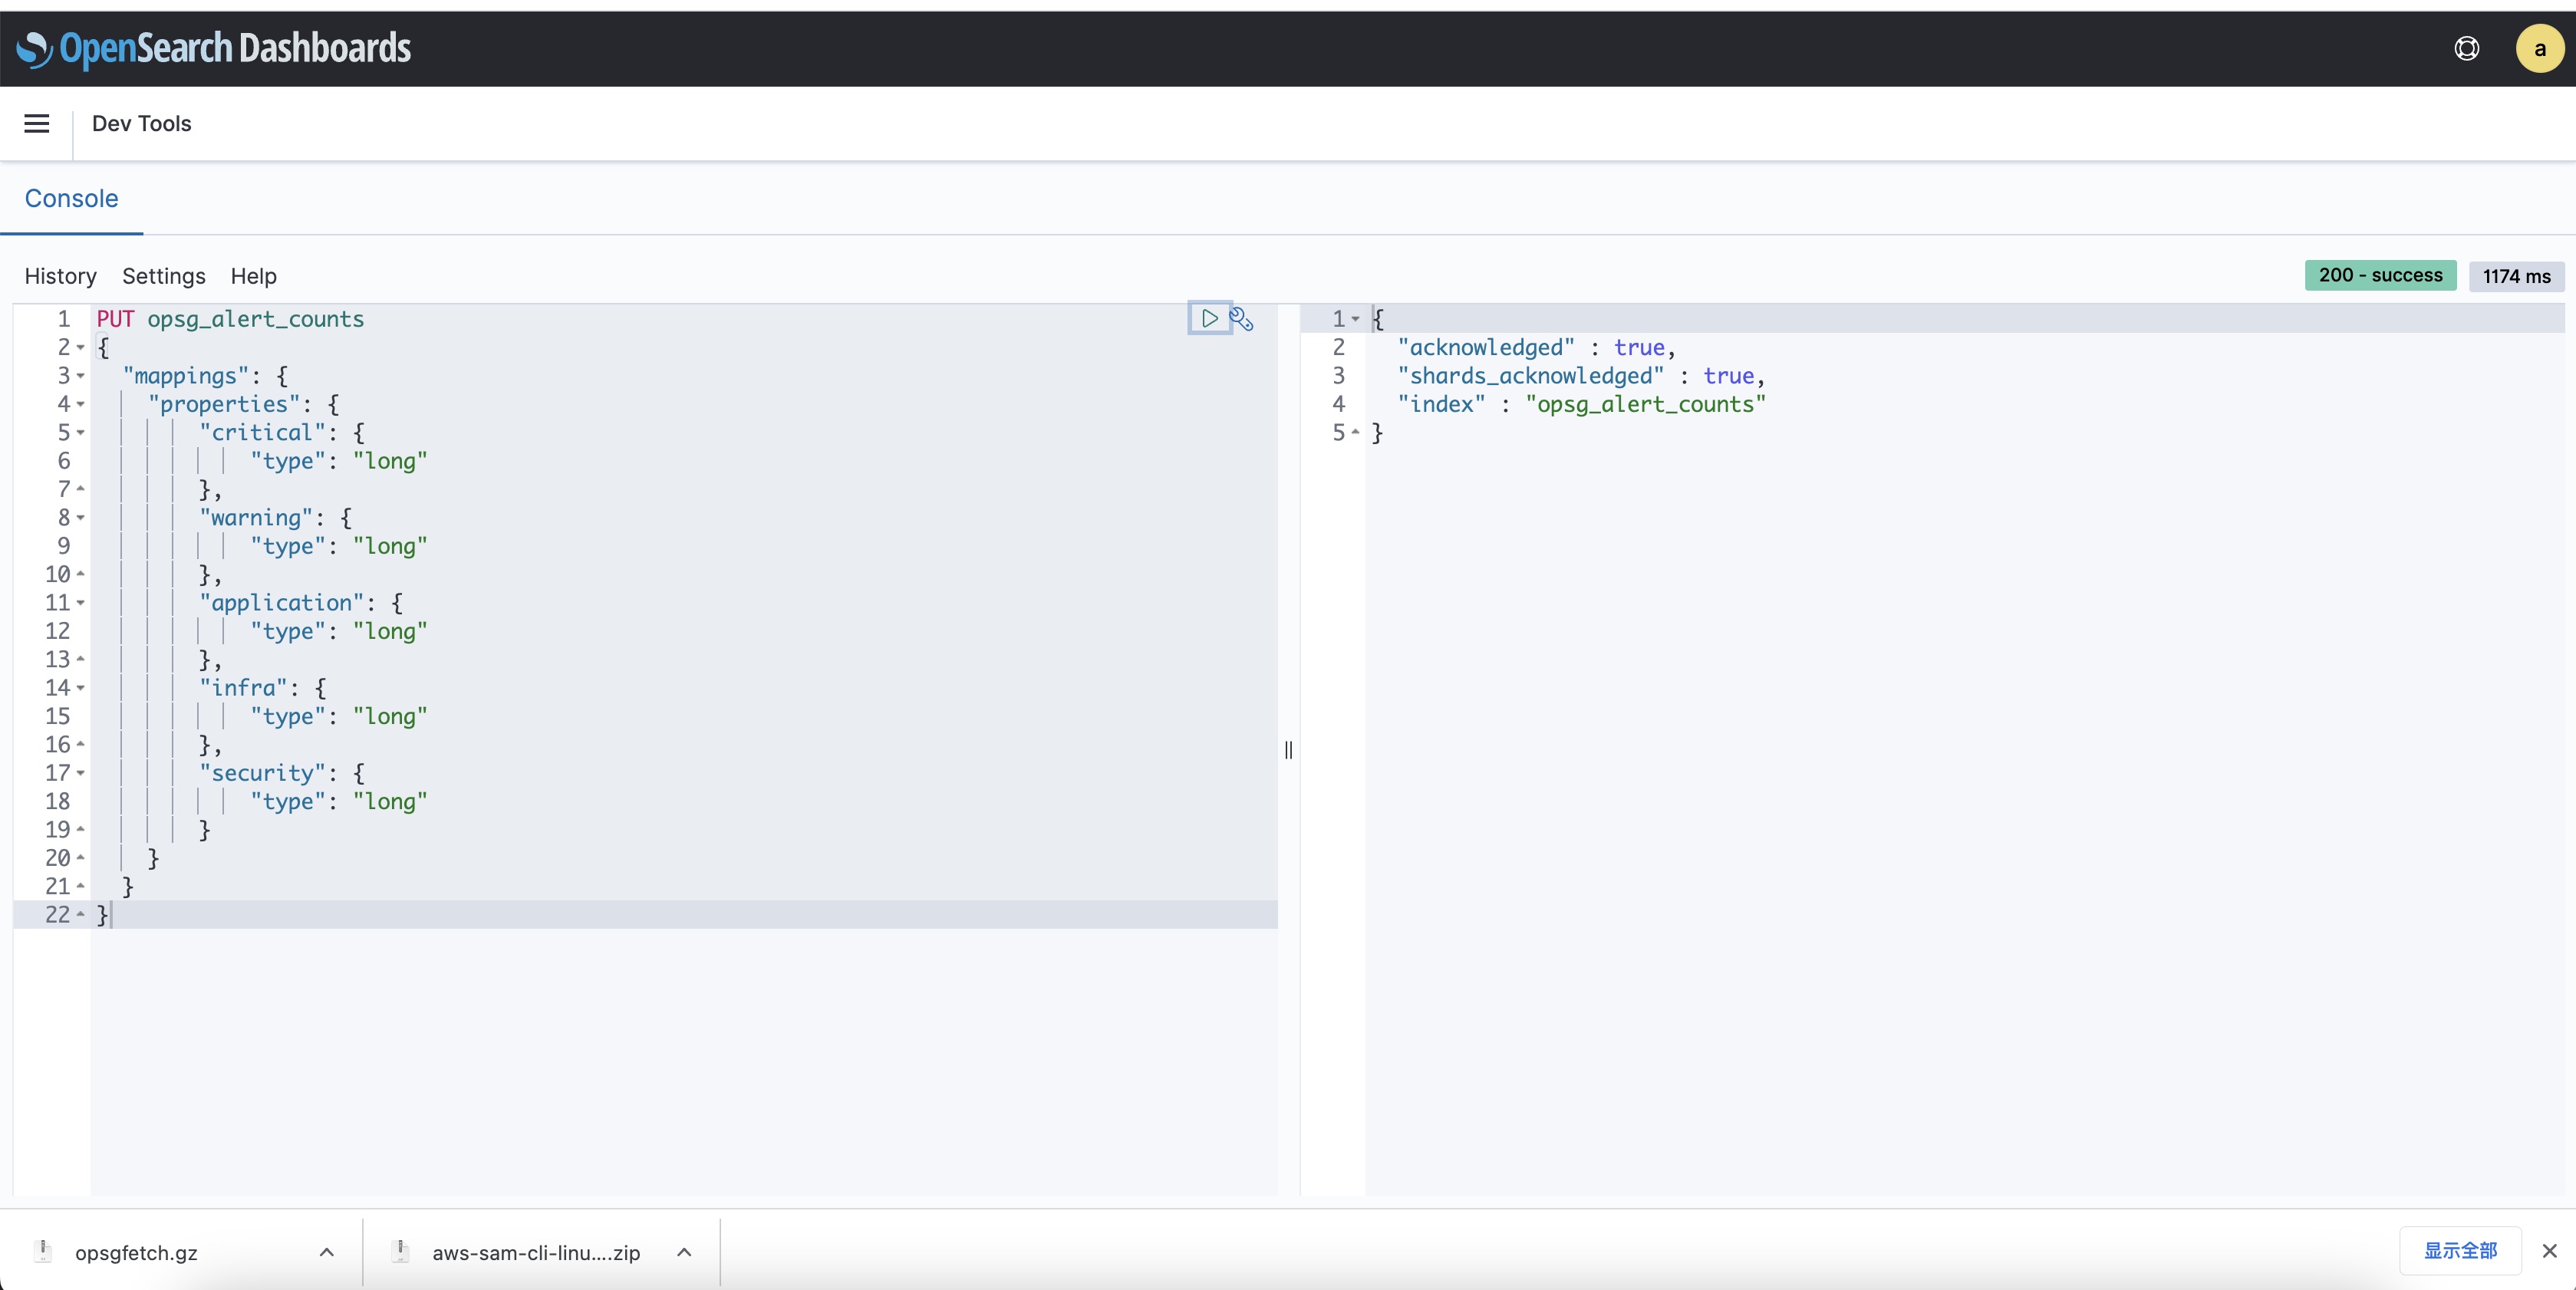 OpenSearch Dashboards
a
Dev Tools
Console
History Settings Help
200 - success 1174 ms
1 PUT opsg_alert_counts
2 {
3 "mappings": {
4 "properties": {
5 "critical": {
6 "type": "long"
7 },
8 "warning": {
9 "type": "long"
10 },
11 "application": {
12 "type": "long"
13 },
14 "infra": {
15 "type": "long"
16 },
17 "security": {
18 "type": "long"
19 }
20 }
21 }
22 }
1 {
2 "acknowledged" : true,
3 "shards_acknowledged" : true,
4 "index" : "opsg_alert_counts"
5 }
opsgfetch.gz
aws-sam-cli-linu....zip
显示全部